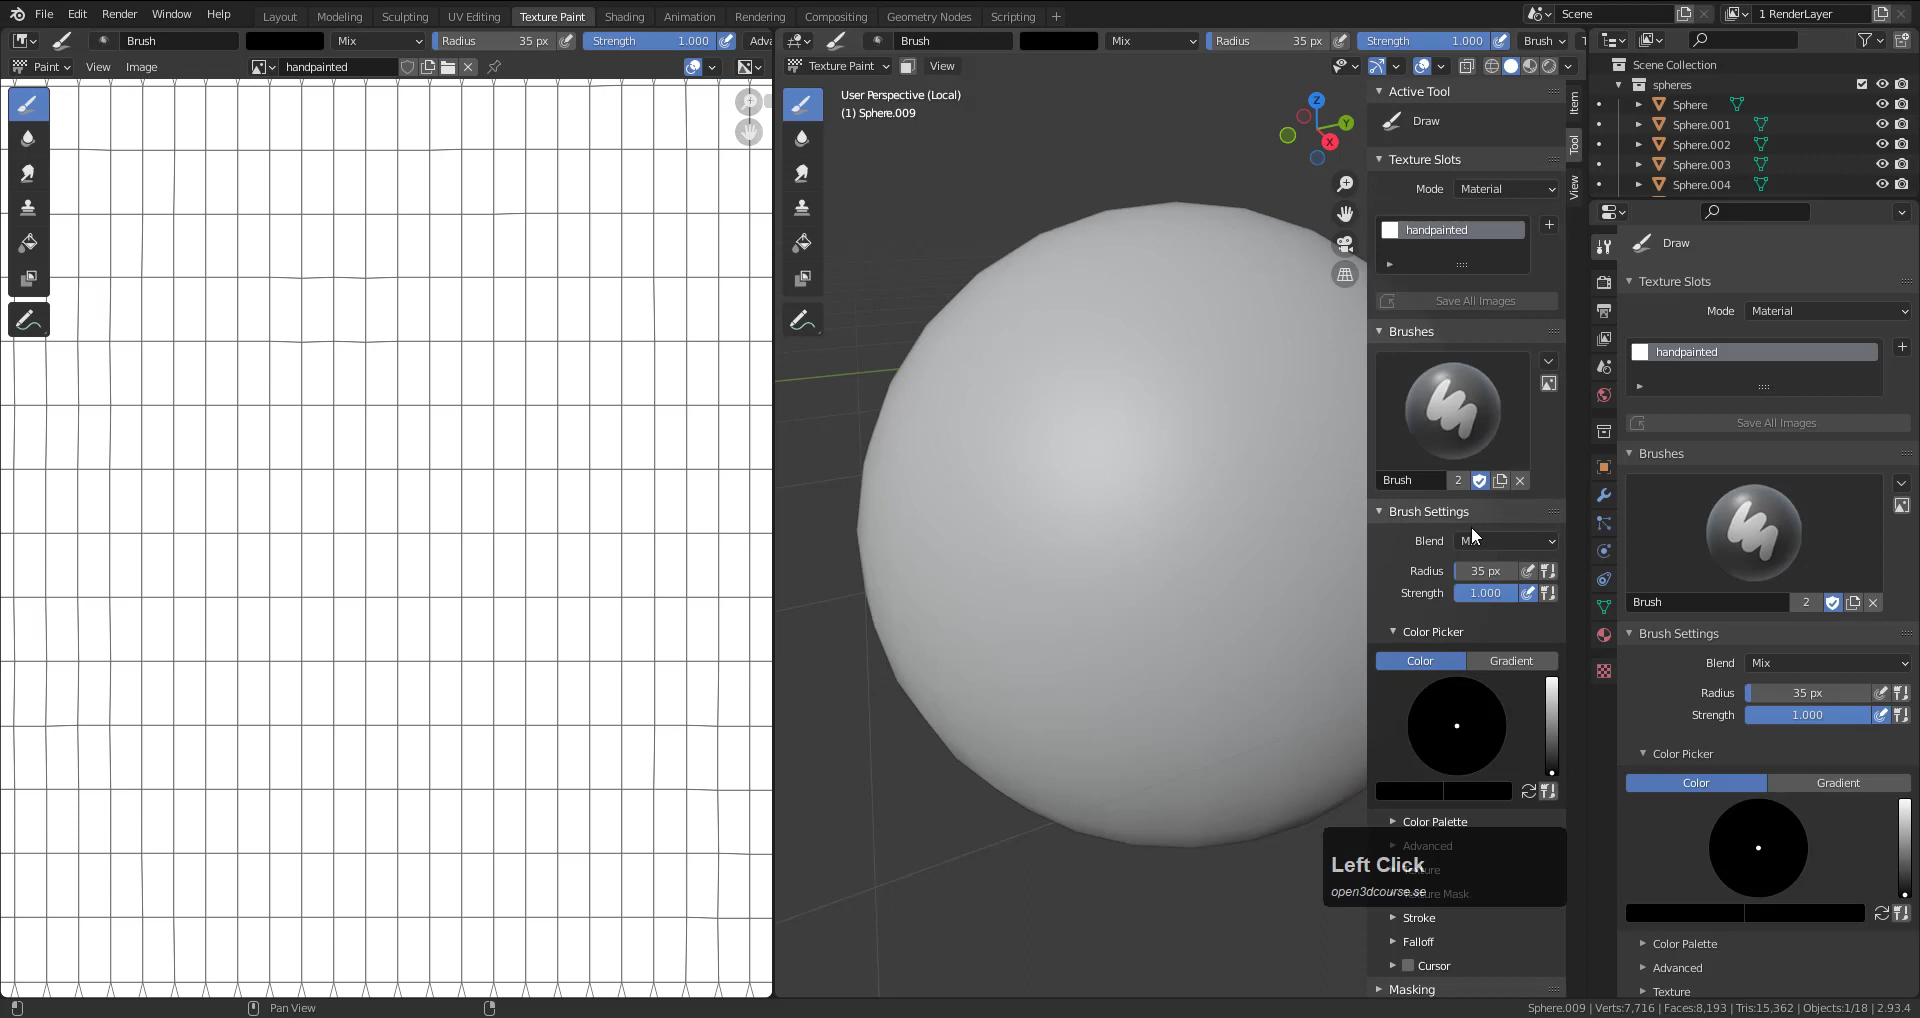 File Edit Render Window Help Layout Modeling Sculpting UV Editing Texture Paint Shading Animation Rendering Compositing Geometry Nodes Scripting + Scene 1 RenderLayer
Brush Mix Radius 35 px Strength 1.000 Adva
Brush Mix Radius 35 px Strength 1.000 Brush
Paint View Image handpainted
Texture Paint View
User Perspective (Local)
(1) Sphere.009
Z
Y
X
Active Tool
Draw
Texture Slots
Mode Material
handpainted
Save All Images
Brushes
Brush 2
Brush Settings
Blend
Radius 35 px
Strength 1.000
Color Picker
Color Gradient
Color Palette
Advanced
Left Click
open3dcourse.se
Mask
Stroke
Falloff
Cursor
Masking
Item
Tool
View
Scene Collection
spheres
Sphere
Sphere.001
Sphere.002
Sphere.003
Sphere.004
Draw
Texture Slots
Mode Material
handpainted
Save All Images
Brushes
Brush 2
Brush Settings
Blend Mix
Radius 35 px
Strength 1.000
Color Picker
Color Gradient
Color Palette
Advanced
Texture
Pan View
Sphere.009 | Verts:7,716 | Faces:8,193 | Tris:15,362 | Objects:1/18 | 2.93.4